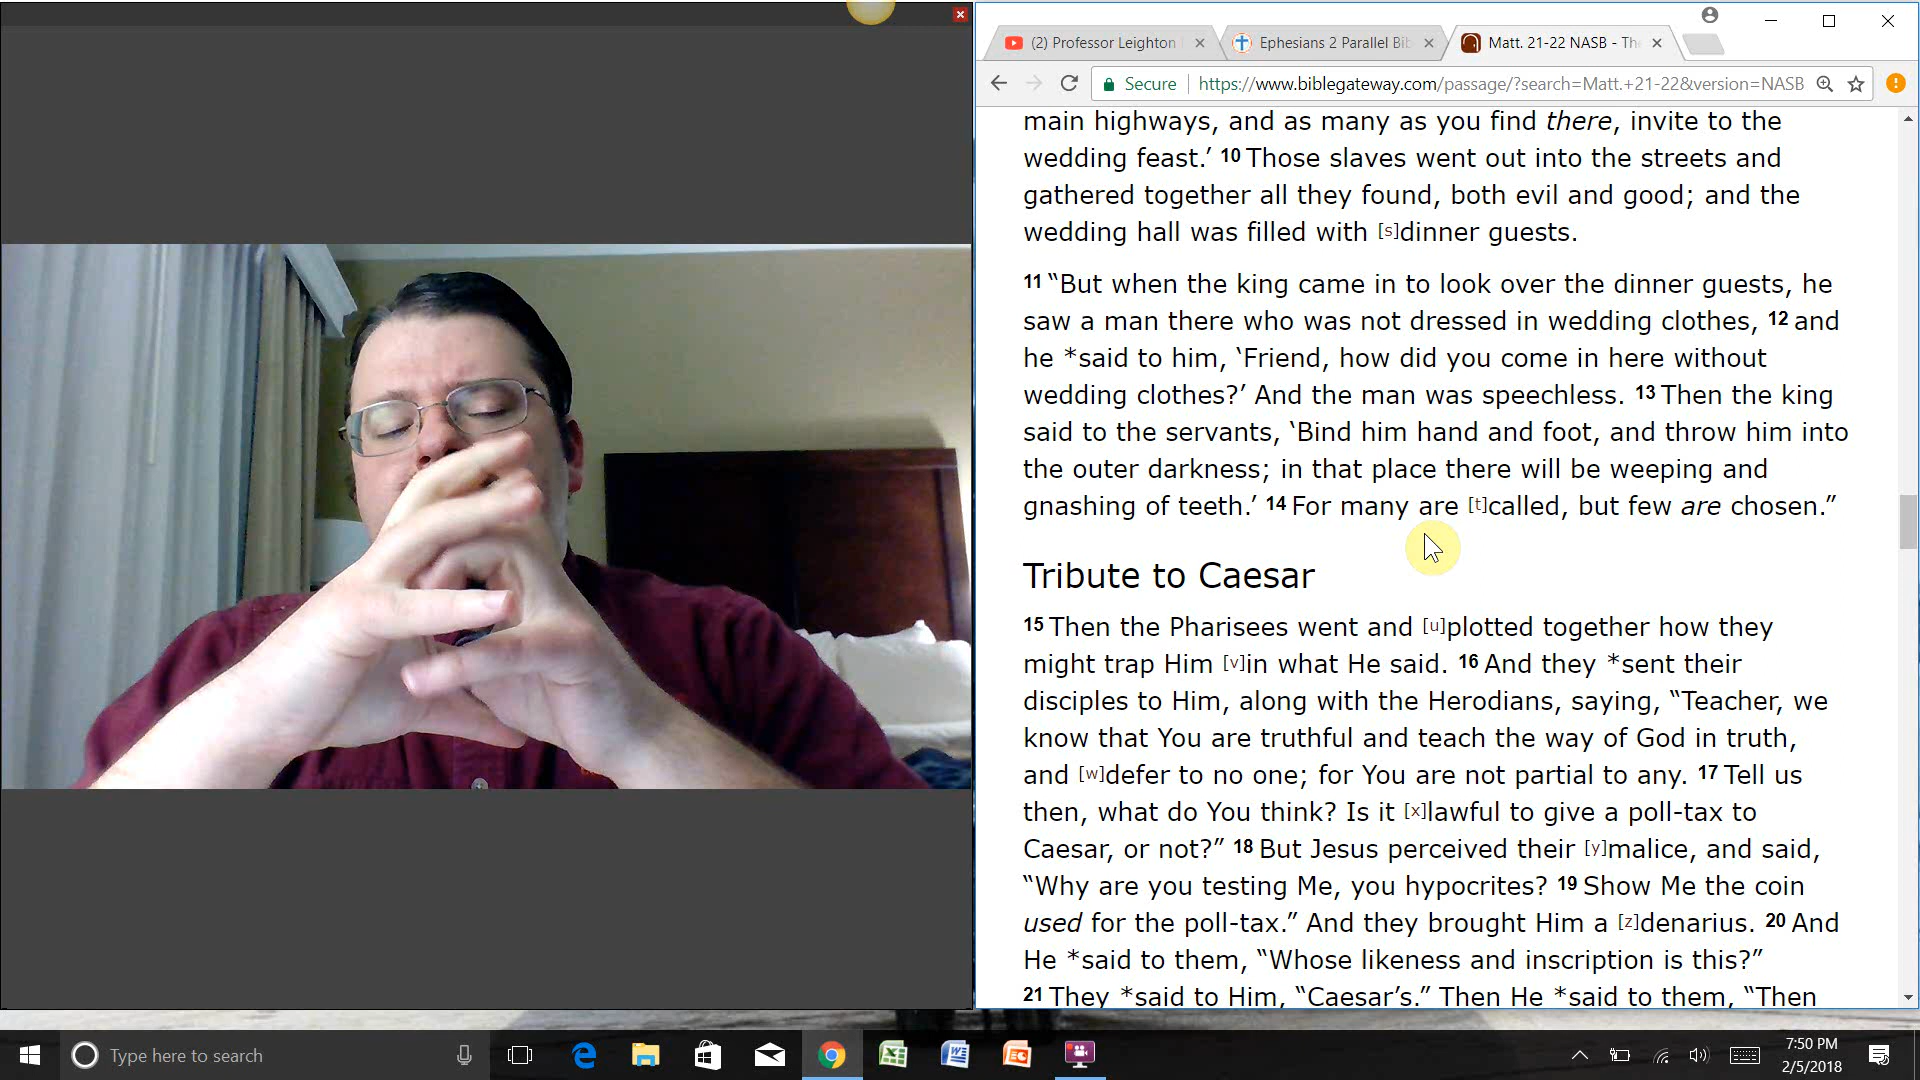 (2) Professor Leighton
Ephesians 2 Parallel Bib
Matt. 21-22 NASB - The
Secure
https://www.biblegateway.com/passage/?search=Matt.+21-22&version=NASB
main highways, and as many as you find there, invite to the
wedding feast.’ 10 Those slaves went out into the streets and
gathered together all they found, both evil and good; and the
wedding hall was filled with [s]dinner guests.
11 “But when the king came in to look over the dinner guests, he
saw a man there who was not dressed in wedding clothes, 12 and
he *said to him, ‘Friend, how did you come in here without
wedding clothes?’ And the man was speechless. 13 Then the king
said to the servants, ‘Bind him hand and foot, and throw him into
the outer darkness; in that place there will be weeping and
gnashing of teeth.’ 14 For many are [t]called, but few are chosen.”
Tribute to Caesar
15 Then the Pharisees went and [u]plotted together how they
might trap Him [v]in what He said. 16 And they *sent their
disciples to Him, along with the Herodians, saying, “Teacher, we
know that You are truthful and teach the way of God in truth,
and [w]defer to no one; for You are not partial to any. 17 Tell us
then, what do You think? Is it [x]lawful to give a poll-tax to
Caesar, or not?” 18 But Jesus perceived their [y]malice, and said,
“Why are you testing Me, you hypocrites? 19 Show Me the coin
used for the poll-tax.” And they brought Him a [z]denarius. 20 And
He *said to them, “Whose likeness and inscription is this?”
21 They *said to Him, “Caesar’s.” Then He *said to them, “Then
Type here to search
7:50 PM
2/5/2018